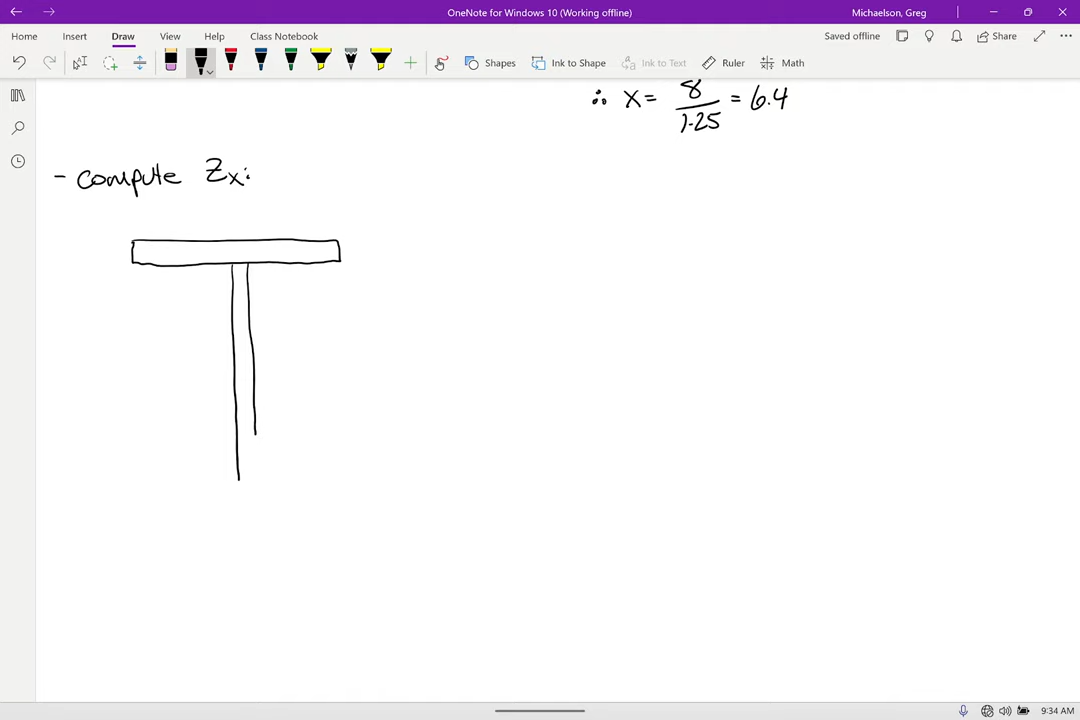 OneNote for Windows 10 (Working offline)
Michaelson, Greg
Home Insert Draw View Help Class Notebook
Saved offline
Share
Shapes Ink to Shape Ink to Text Ruler Math
∴ x = 8/1.25 = 6.4
- compute Zx:
9:34 AM